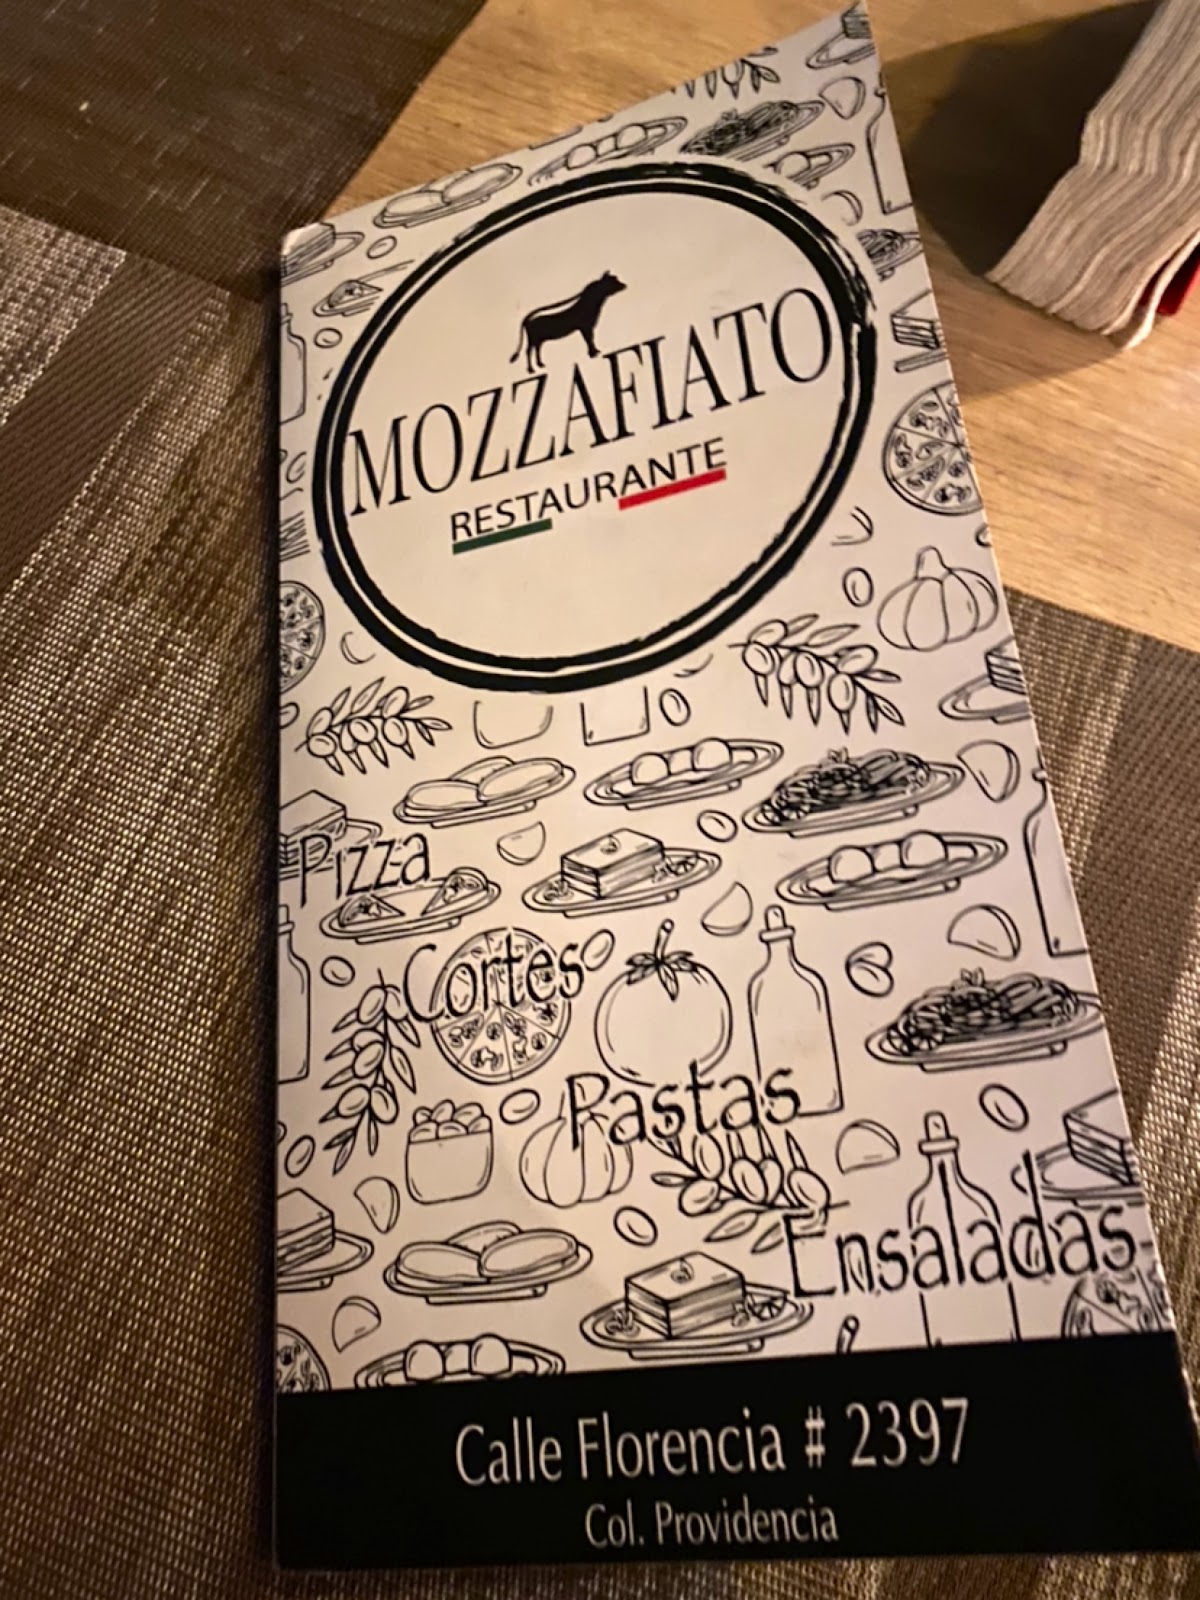 MOZZAFIATO
RESTAURANTE
Pizza
Cortes
Pastas
Ensaladas
Calle Florencia # 2397
Col. Providencia